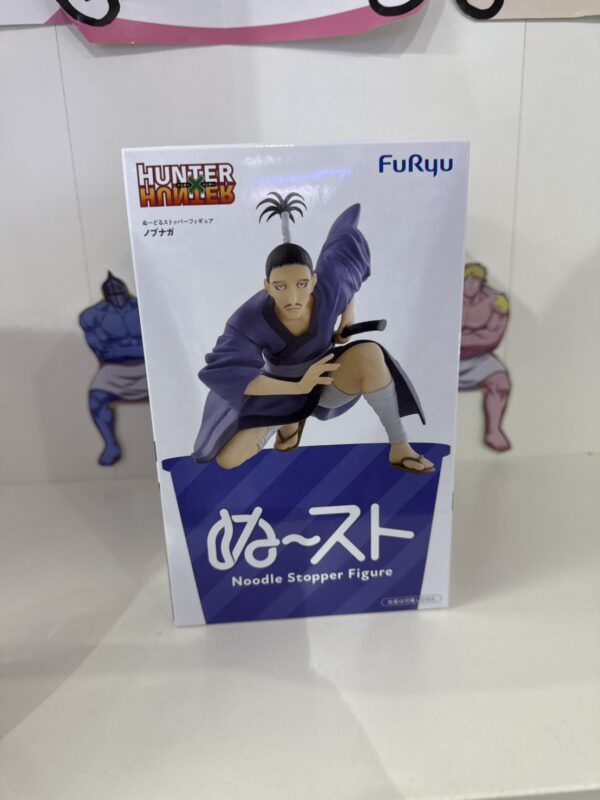 HUNTER×HUNTER
FuRyu
ぬーどるストッパーフィギュア
ノブナガ
ぬ～スト
Noodle Stopper Figure